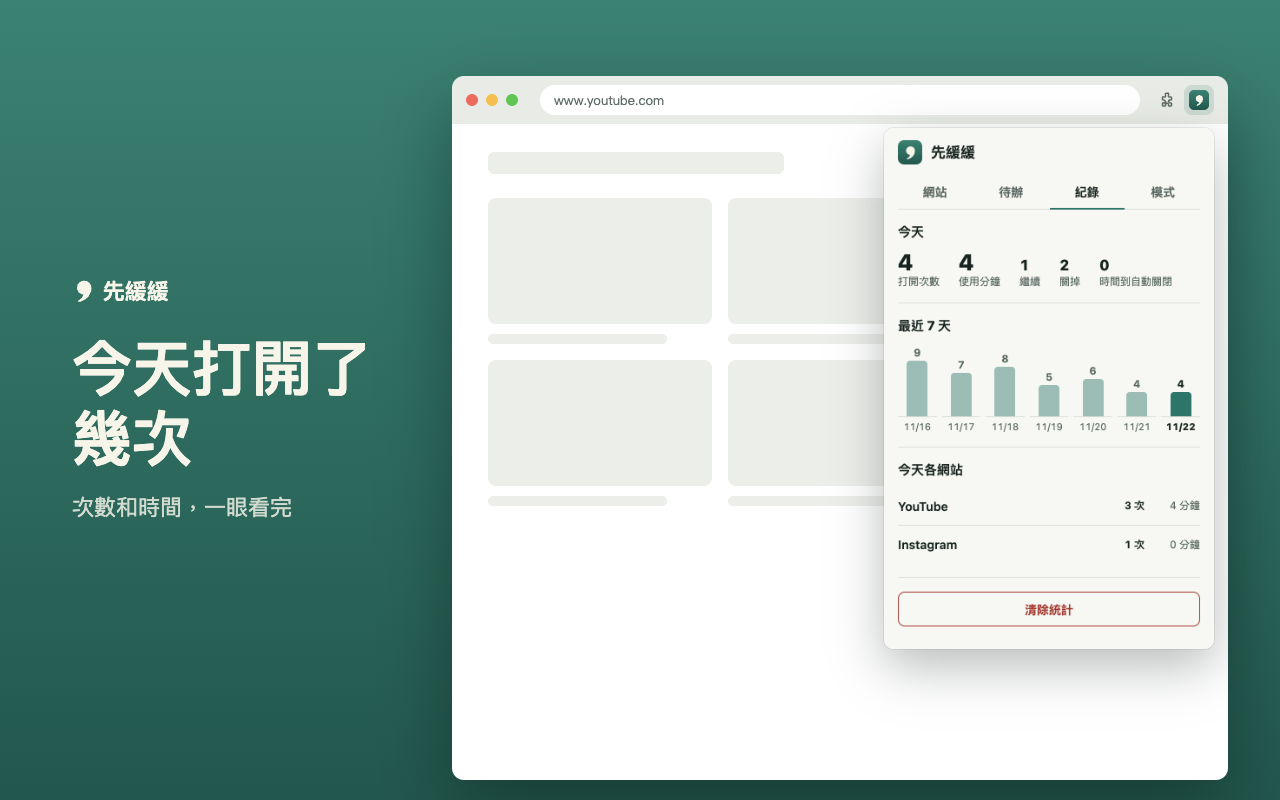 先緩緩
今天打開了
幾次
次數和時間，一眼看完
www.youtube.com
先緩緩
網站 待辦 紀錄 模式
今天
4 4 1 2 0
打開次數 使用分鐘 繼續 關掉 時間到自動關閉
最近 7 天
9 7 8 5 6 4 4
11/16 11/17 11/18 11/19 11/20 11/21 11/22
今天各網站
YouTube 3 次 4 分鐘
Instagram 1 次 0 分鐘
清除統計